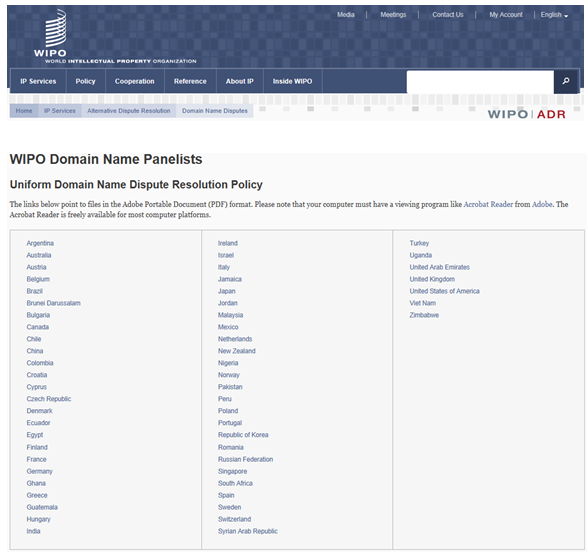 Media
Meetings
Contact Us
My Account
English
WIPO
WORLD INTELLECTUAL PROPERTY ORGANIZATION
IP Services
Policy
Cooperation
Reference
About IP
Inside WIPO
Home
IP Services
Alternative Dispute Resolution
Domain Name Disputes
WIPO | ADR
WIPO Domain Name Panelists
Uniform Domain Name Dispute Resolution Policy
The links below point to files in the Adobe Portable Document (PDF) format. Please note that your computer must have a viewing program like Acrobat Reader from Adobe. The
Acrobat Reader is freely available for most computer platforms.
Argentina
Australia
Austria
Belgium
Brazil
Brunei Darussalam
Bulgaria
Canada
Chile
China
Colombia
Croatia
Cyprus
Czech Republic
Denmark
Ecuador
Egypt
Finland
France
Germany
Ghana
Greece
Guatemala
Hungary
India
Ireland
Israel
Italy
Jamaica
Japan
Jordan
Malaysia
Mexico
Netherlands
New Zealand
Nigeria
Norway
Pakistan
Peru
Poland
Portugal
Republic of Korea
Romania
Russian Federation
Singapore
South Africa
Spain
Sweden
Switzerland
Syrian Arab Republic
Turkey
Uganda
United Arab Emirates
United Kingdom
United States of America
Viet Nam
Zimbabwe